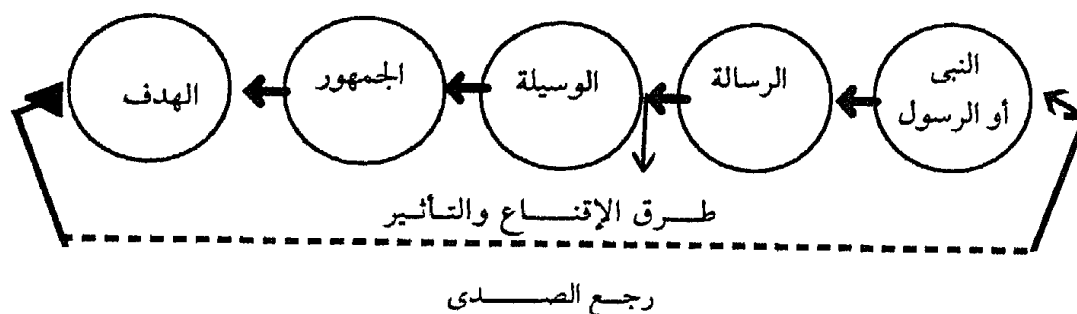 النبى
أو الرسول
الرسالة
الوسيلة
الجمهور
الهدف
طرق الإقناع والتأثير
رجع الصدى